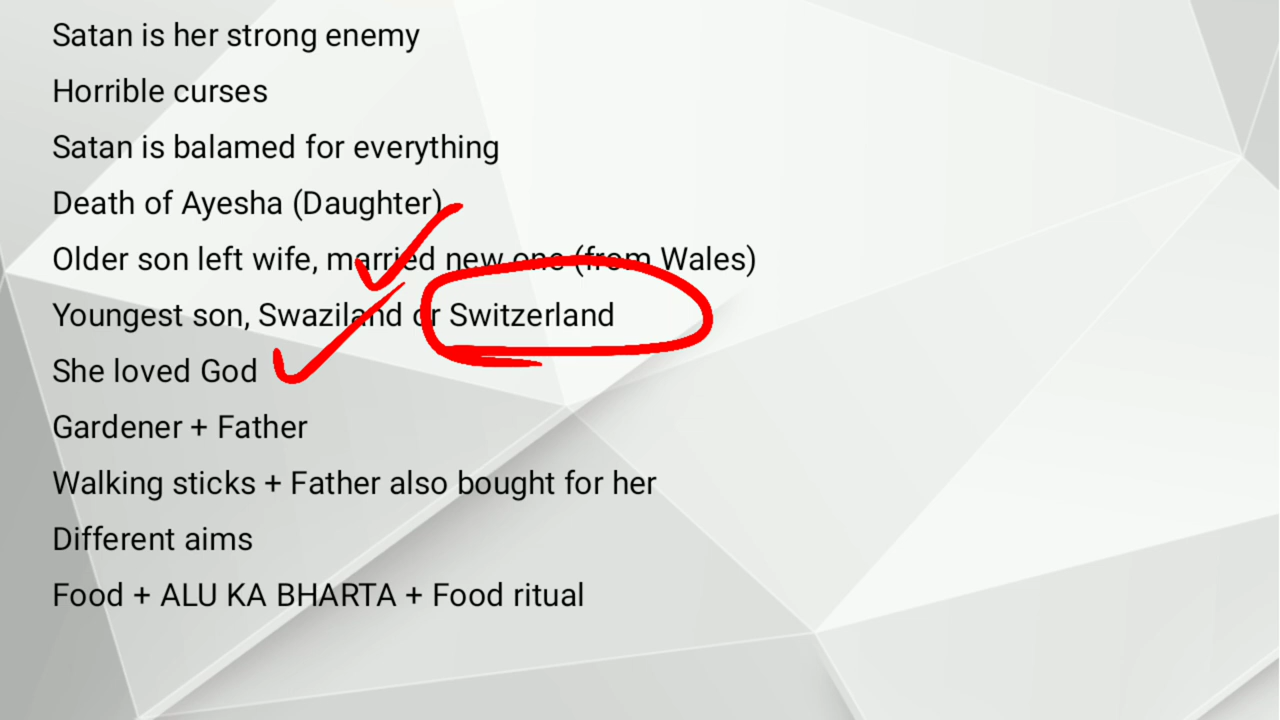 Satan is her strong enemy
Horrible curses
Satan is balamed for everything
Death of Ayesha (Daughter)
Older son left wife, married new one (from Wales)
Youngest son, Swaziland or Switzerland
She loved God
Gardener + Father
Walking sticks + Father also bought for her
Different aims
Food + ALU KA BHARTA + Food ritual